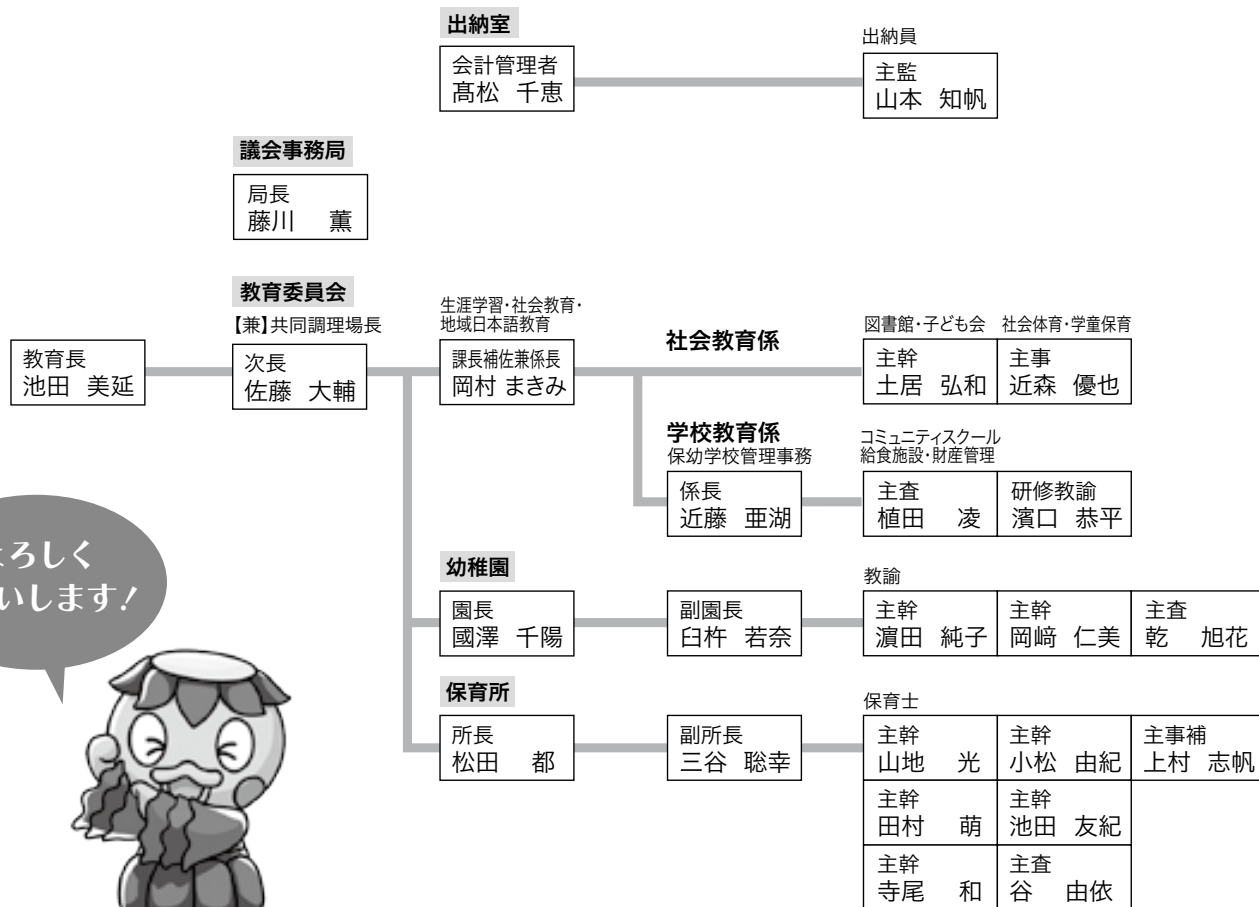 出納室
会計管理者
髙松 千恵
出納員
主監
山本 知帆
議会事務局
局長
藤川 薫
教育委員会
【兼】共同調理場長
教育長
池田 美延
次長
佐藤 大輔
生涯学習・社会教育・
地域日本語教育
課長補佐兼係長
岡村 まきみ
社会教育係
図書館・子ども会 社会体育・学童保育
主幹
土居 弘和
主事
近森 優也
学校教育係
保幼学校管理事務
係長
近藤 亜湖
コミュニティスクール
給食施設・財産管理
主査
植田 凌
研修教諭
濱口 恭平
幼稚園
園長
國澤 千陽
副園長
臼杵 若奈
教諭
主幹
濵田 純子
主幹
岡﨑 仁美
主査
乾 旭花
保育所
所長
松田 都
副所長
三谷 聡幸
保育士
主幹
山地 光
主幹
小松 由紀
主事補
上村 志帆
主幹
田村 萌
主幹
池田 友紀
主幹
寺尾 和
主査
谷 由依
ろしく
いします!